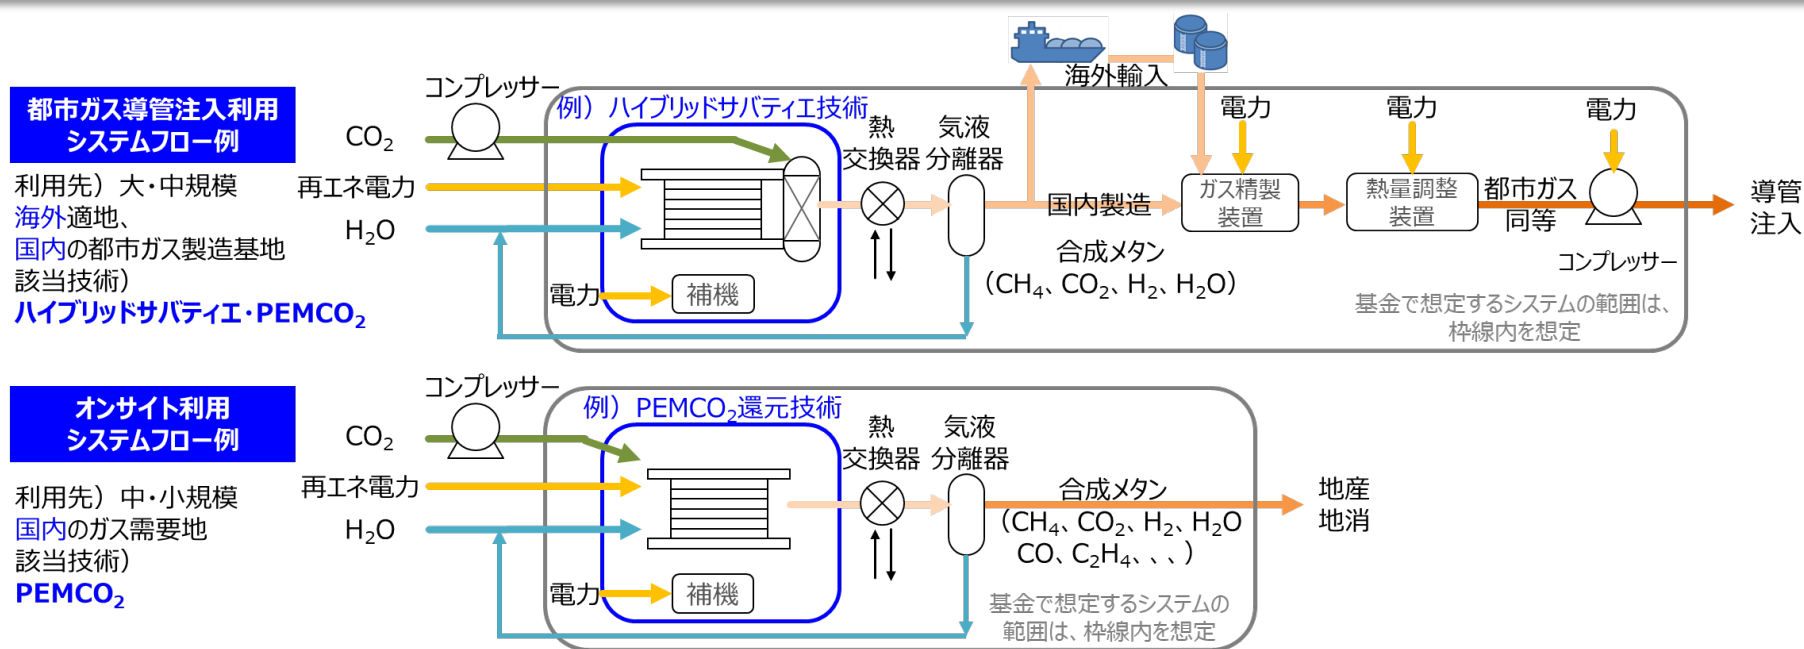 都市ガス導管注入利用
システムフロー例
利用先）大・中規模
海外適地、
国内の都市ガス製造基地
該当技術）
ハイブリッドサバティエ・PEMCO₂
コンプレッサー
CO₂
再エネ電力
H₂O
例）ハイブリッドサバティエ技術
電力
補機
熱
交換器
気液
分離器
海外輸入
国内製造
合成メタン
（CH₄、CO₂、H₂、H₂O）
電力
ガス精製
装置
電力
熱量調整
装置
都市ガス
同等
電力
コンプレッサー
導管
注入
基金で想定するシステムの範囲は、
枠線内を想定
オンサイト利用
システムフロー例
利用先）中・小規模
国内のガス需要地
該当技術）
PEMCO₂
コンプレッサー
CO₂
再エネ電力
H₂O
例）PEMCO₂還元技術
電力
補機
熱
交換器
気液
分離器
合成メタン
（CH₄、CO₂、H₂、H₂O
CO、C₂H₄、、、）
地産
地消
基金で想定するシステムの
範囲は、枠線内を想定